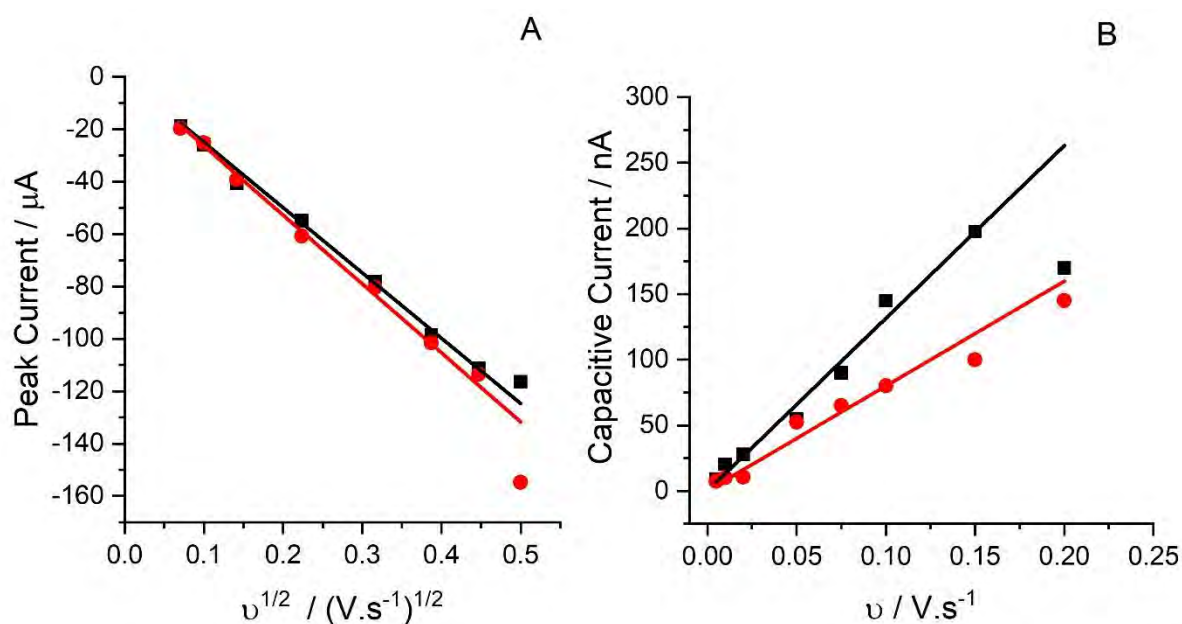 A
0
-20
-40
-60
-80
-100
-120
-140
-160
Peak Current / μA
0.0 0.1 0.2 0.3 0.4 0.5
υ1/2 / (V.s-1)1/2
B
300
250
200
150
100
50
0
Capacitive Current / nA
0.00 0.05 0.10 0.15 0.20 0.25
υ / V.s-1